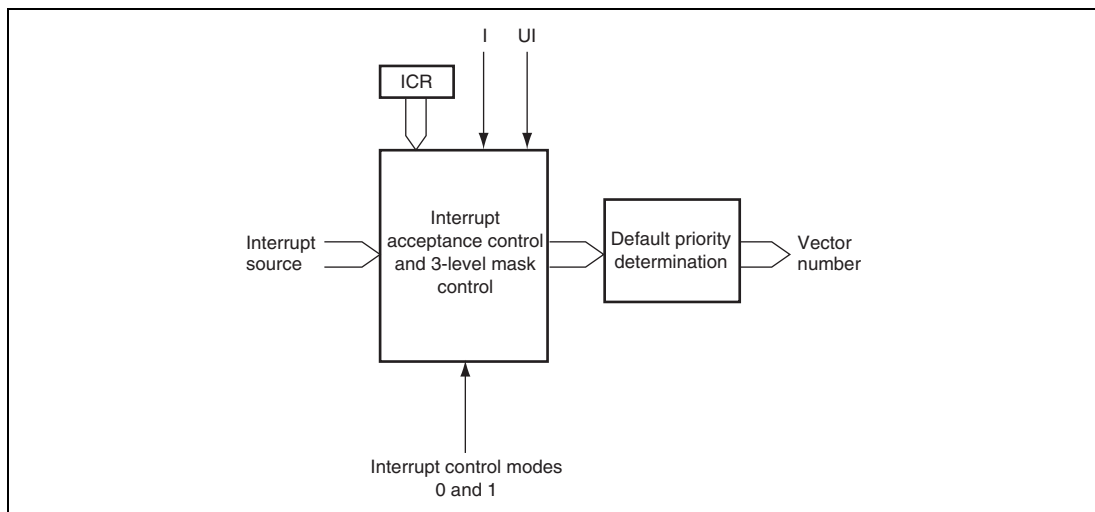 I
UI
ICR
Interrupt
acceptance control
and 3-level mask
control
Interrupt
source
Default priority
determination
Vector
number
Interrupt control modes
0 and 1